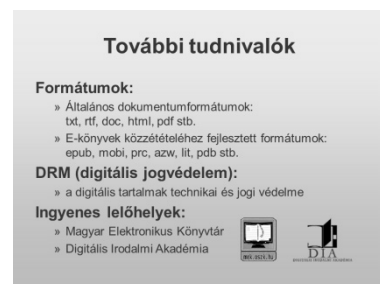 További tudnivalók
Formátumok:
» Általános dokumentumformátumok:
txt, rtf, doc, html, pdf stb.
» E-könyvek közzétételéhez fejlesztett formátumok:
epub, mobi, prc, azw, lit, pdb stb.
DRM (digitális jogvédelem):
» a digitális tartalmak technikai és jogi védelme
Ingyenes lelőhelyek:
» Magyar Elektronikus Könyvtár
» Digitális Irodalmi Akadémia
DIA